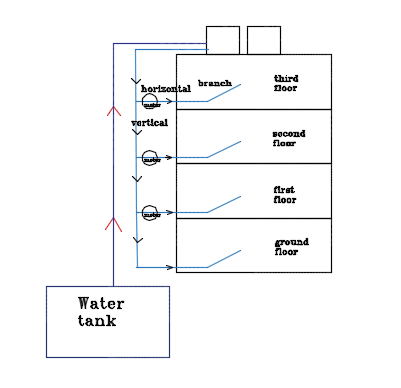 third
branch
floor
horizontal
meter
vertical
second
floor
meter
first
floor
meter
ground
floor
Water
tank